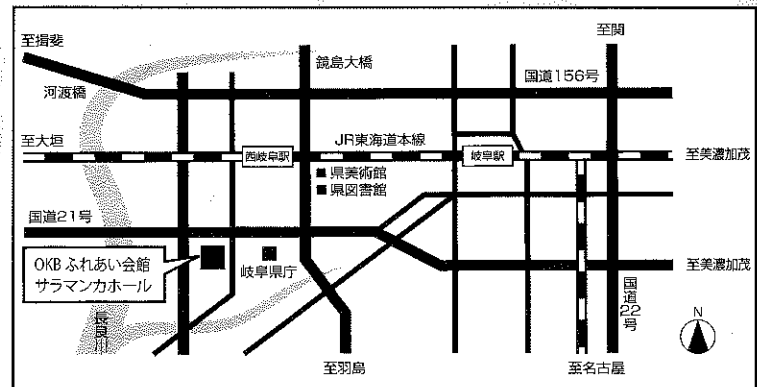 至揖斐
至関
鏡島大橋
国道156号
河渡橋
至大垣
西岐阜駅
JR東海道本線
岐阜駅
至美濃加茂
県美術館
県図書館
国道21号
OKBふれあい会館
サラマンカホール
岐阜県庁
至美濃加茂
国道22号
長良川
N
至羽島
至名古屋